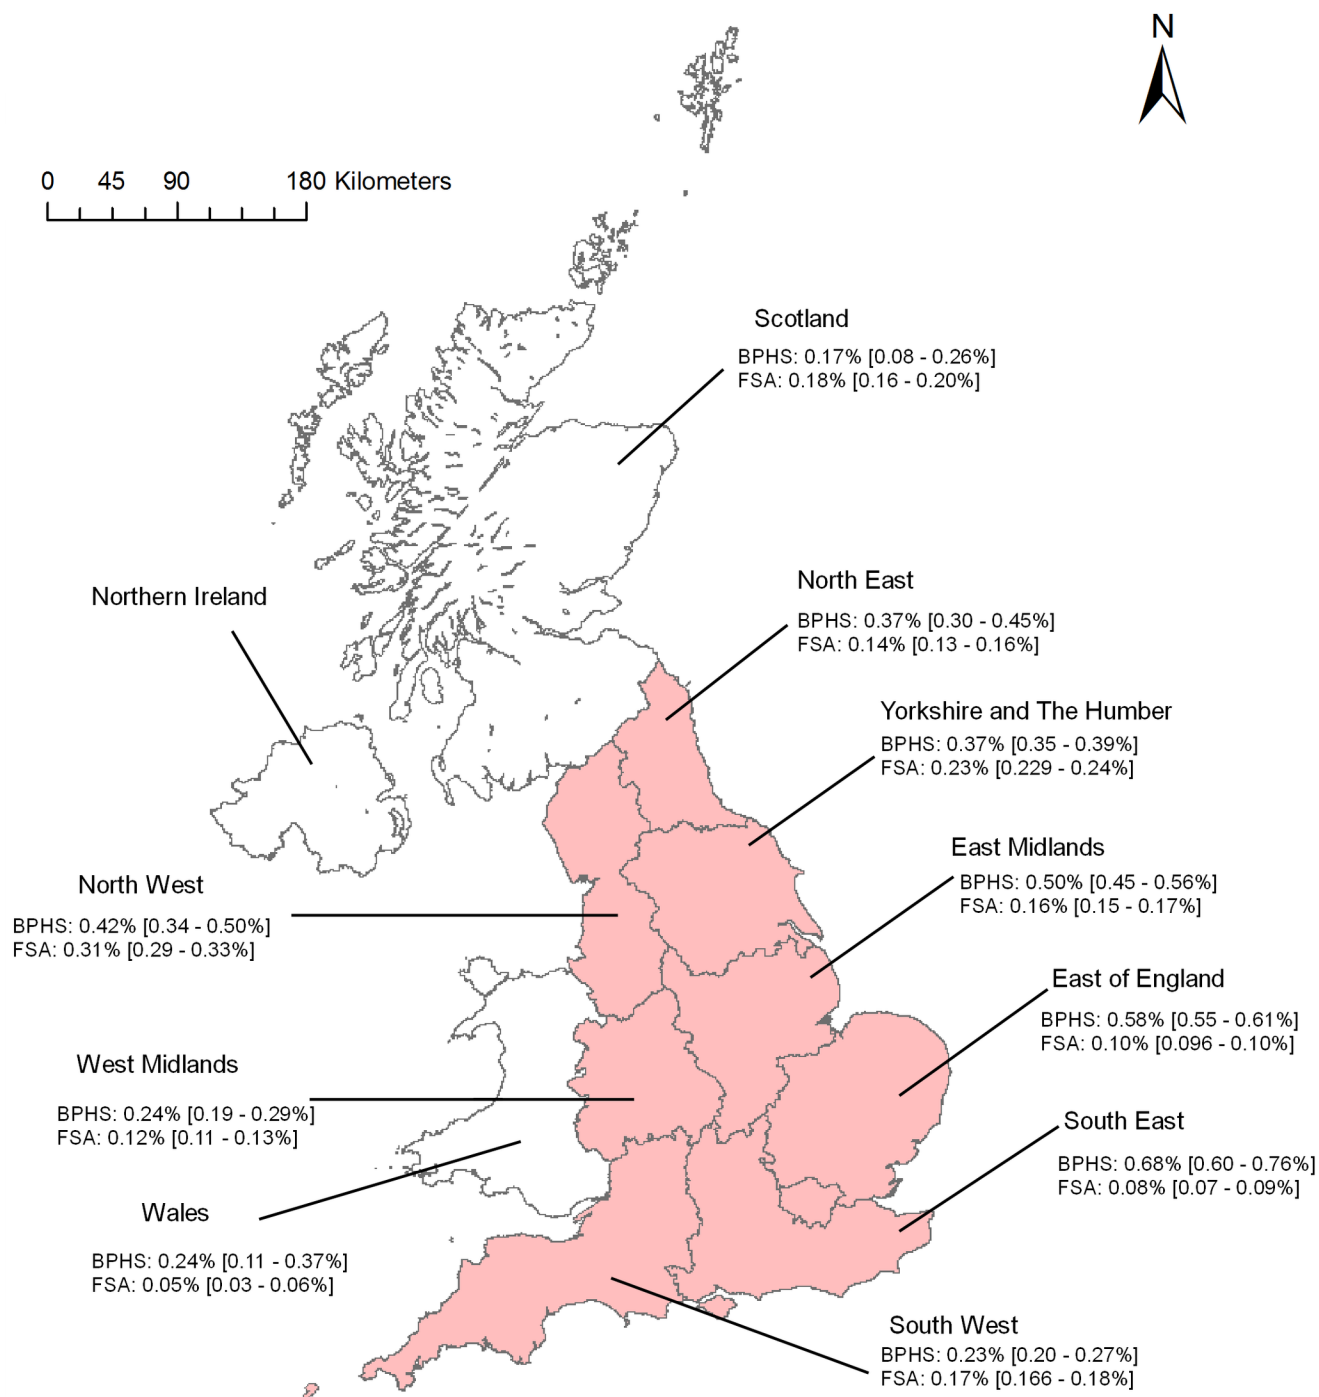 N
0 45 90 180 Kilometers
Scotland
BPHS: 0.17% [0.08 - 0.26%]
FSA: 0.18% [0.16 - 0.20%]
North East
BPHS: 0.37% [0.30 - 0.45%]
FSA: 0.14% [0.13 - 0.16%]
Northern Ireland
Yorkshire and The Humber
BPHS: 0.37% [0.35 - 0.39%]
FSA: 0.23% [0.229 - 0.24%]
East Midlands
BPHS: 0.50% [0.45 - 0.56%]
FSA: 0.16% [0.15 - 0.17%]
North West
BPHS: 0.42% [0.34 - 0.50%]
FSA: 0.31% [0.29 - 0.33%]
East of England
BPHS: 0.58% [0.55 - 0.61%]
FSA: 0.10% [0.096 - 0.10%]
West Midlands
BPHS: 0.24% [0.19 - 0.29%]
FSA: 0.12% [0.11 - 0.13%]
South East
BPHS: 0.68% [0.60 - 0.76%]
FSA: 0.08% [0.07 - 0.09%]
Wales
BPHS: 0.24% [0.11 - 0.37%]
FSA: 0.05% [0.03 - 0.06%]
South West
BPHS: 0.23% [0.20 - 0.27%]
FSA: 0.17% [0.166 - 0.18%]